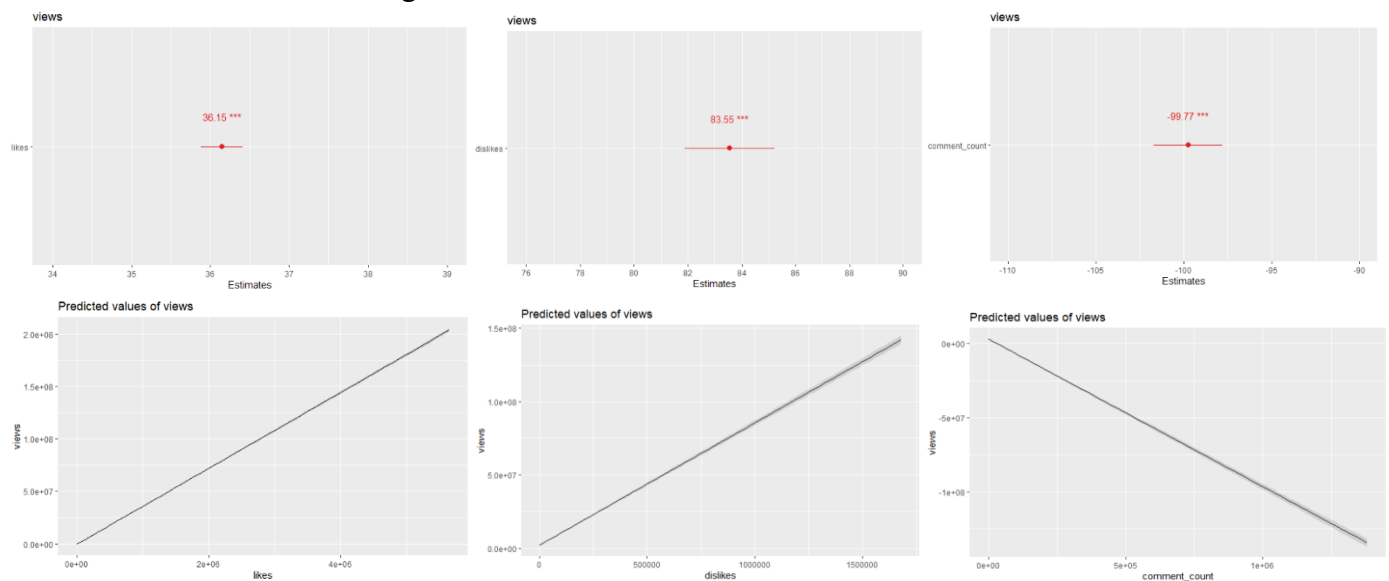 views
36.15 ***
likes
34 35 36 37 38 39
Estimates
views
83.55 ***
dislikes
76 78 80 82 84 86 88 90
Estimates
views
-99.77 ***
comment_count
-110 -105 -100 -95 -90
Estimates
Predicted values of views
2.0e+08
1.5e+08
1.0e+08
5.0e+07
0.0e+00
views
0e+00 2e+06 4e+06
likes
Predicted values of views
1.5e+08
1.0e+08
5.0e+07
0.0e+00
views
0 500000 1000000 1500000
dislikes
Predicted values of views
0e+00
-5e+07
-1e+08
views
0e+00 5e+05 1e+06
comment_count